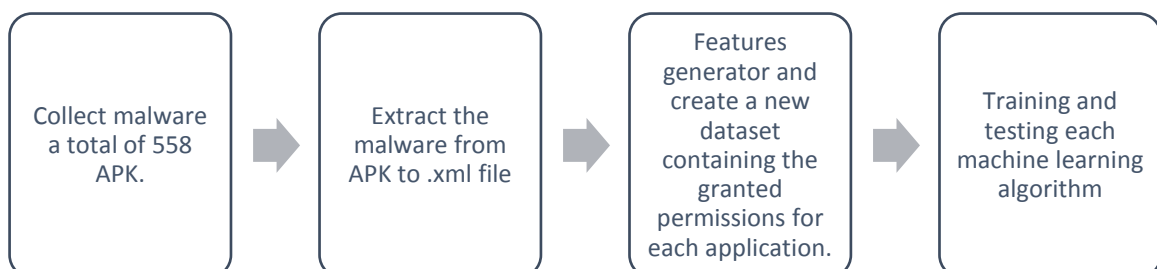 Collect malware
a total of 558
APK.
Extract the
malware from
APK to .xml file
Features
generator and
create a new
dataset
containing the
granted
permissions for
each application.
Training and
testing each
machine learning
algorithm